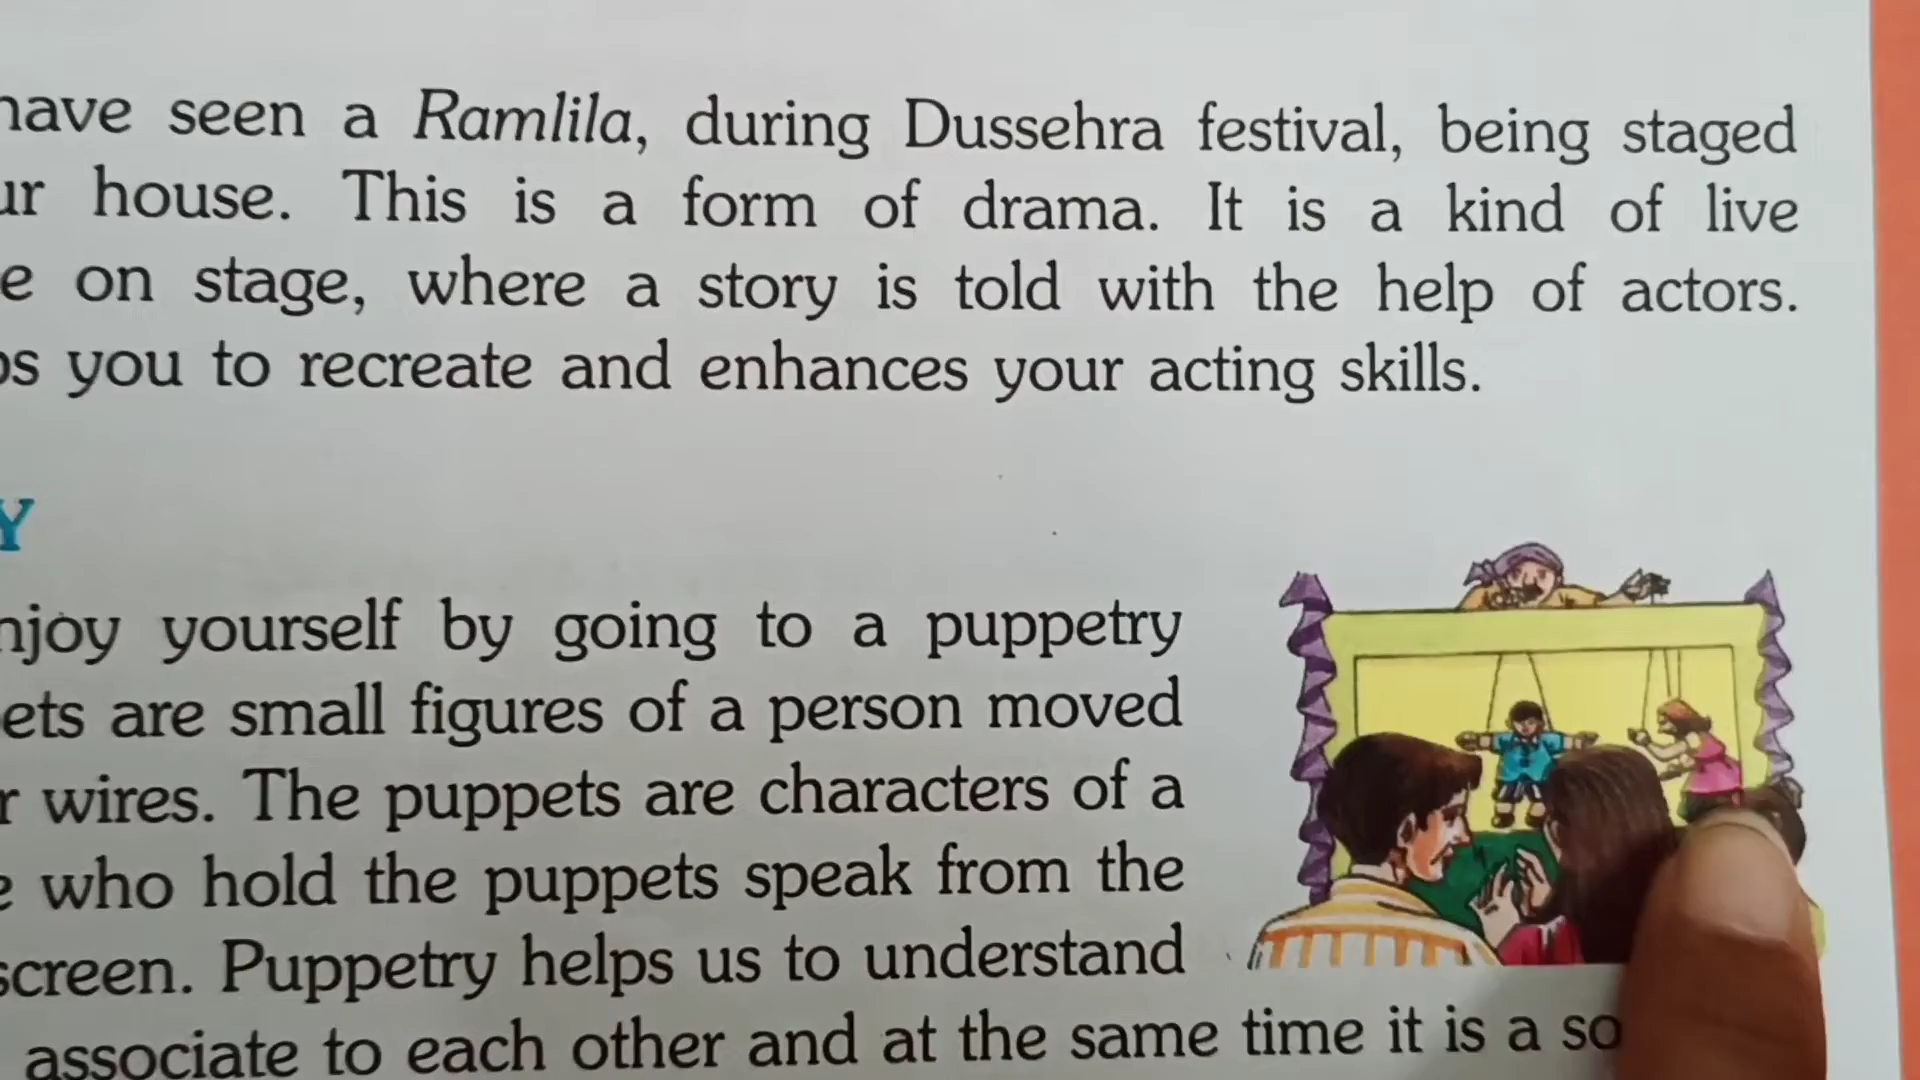 have seen a Ramlila, during Dussehra festival, being staged
house. This is a form of drama. It is a kind of live
on stage, where a story is told with the help of actors.
you to recreate and enhances your acting skills.
Y
njoy yourself by going to a puppetry
ets are small figures of a person moved
r wires. The puppets are characters of a
who hold the puppets speak from the
screen. Puppetry helps us to understand
associate to each other and at the same time it is a so